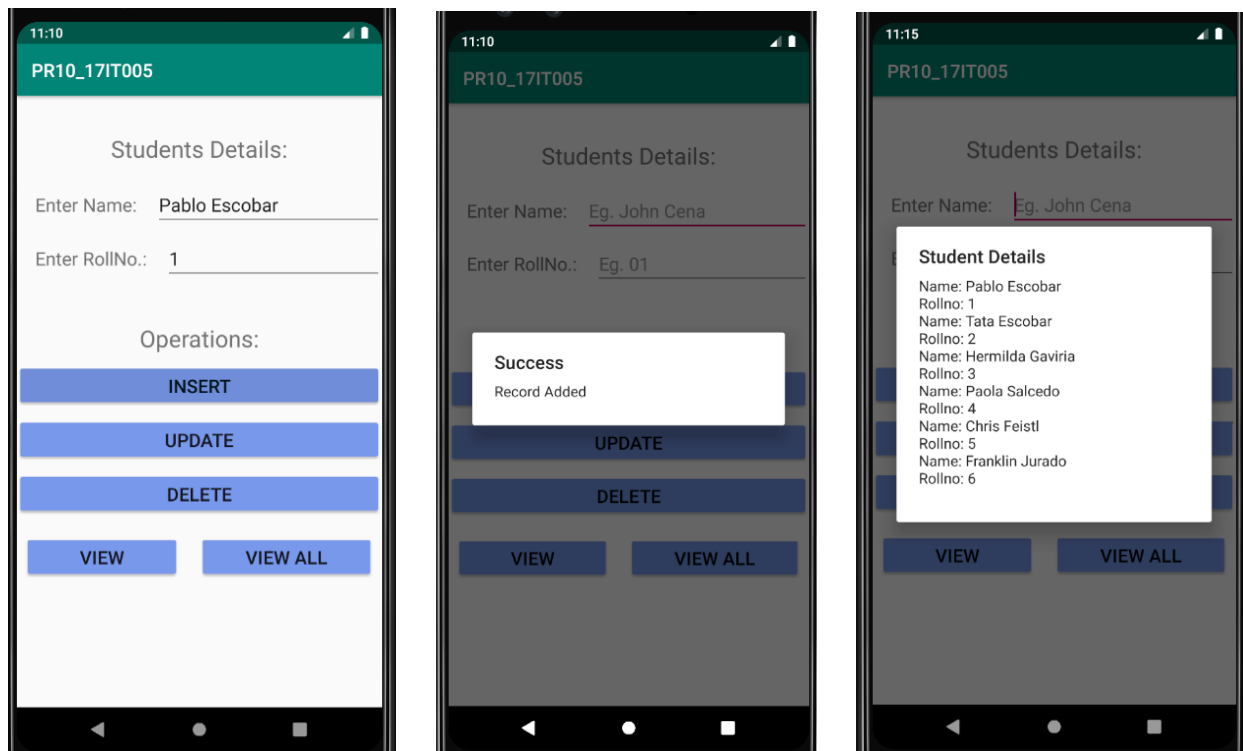 11:10
PR10_17IT005
Students Details:
Enter Name: Pablo Escobar
Enter RollNo.: 1
Operations:
INSERT
UPDATE
DELETE
VIEW VIEW ALL
11:10
PR10_17IT005
Students Details:
Enter Name: Eg. John Cena
Enter RollNo.: Eg. 01
Success
Record Added
UPDATE
DELETE
VIEW VIEW ALL
11:15
PR10_17IT005
Students Details:
Enter Name: Eg. John Cena
E
Student Details
Name: Pablo Escobar
Rollno: 1
Name: Tata Escobar
Rollno: 2
Name: Hermilda Gaviria
Rollno: 3
Name: Paola Salcedo
Rollno: 4
Name: Chris Feistl
Rollno: 5
Name: Franklin Jurado
Rollno: 6
VIEW VIEW ALL